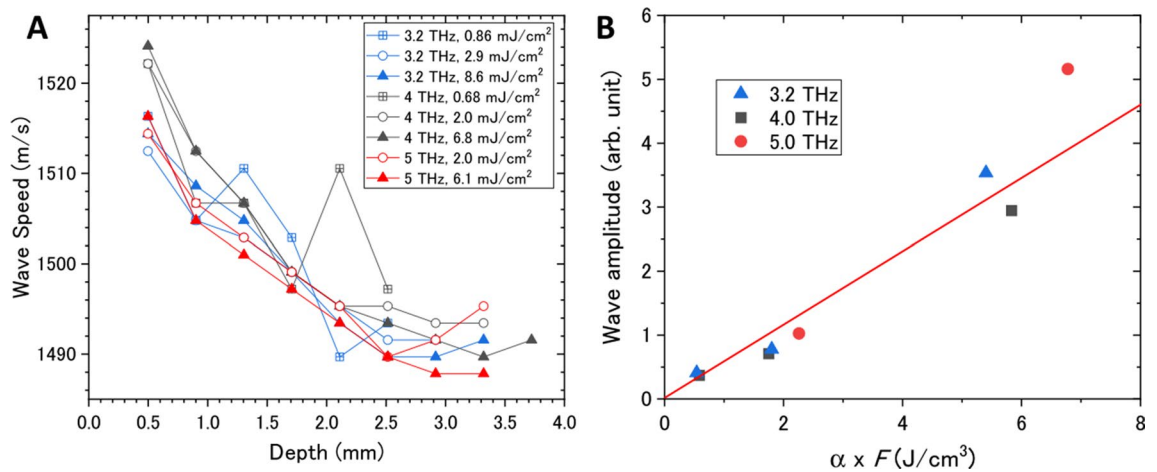 A
Wave Speed (m/s)
1520
1510
1500
1490
0.0 0.5 1.0 1.5 2.0 2.5 3.0 3.5 4.0
Depth (mm)
3.2 THz, 0.86 mJ/cm²
3.2 THz, 2.9 mJ/cm²
3.2 THz, 8.6 mJ/cm²
4 THz, 0.68 mJ/cm²
4 THz, 2.0 mJ/cm²
4 THz, 6.8 mJ/cm²
5 THz, 2.0 mJ/cm²
5 THz, 6.1 mJ/cm²
B
Wave amplitude (arb. unit)
6
5
4
3
2
1
0
0 2 4 6 8
α x F (J/cm³)
3.2 THz
4.0 THz
5.0 THz